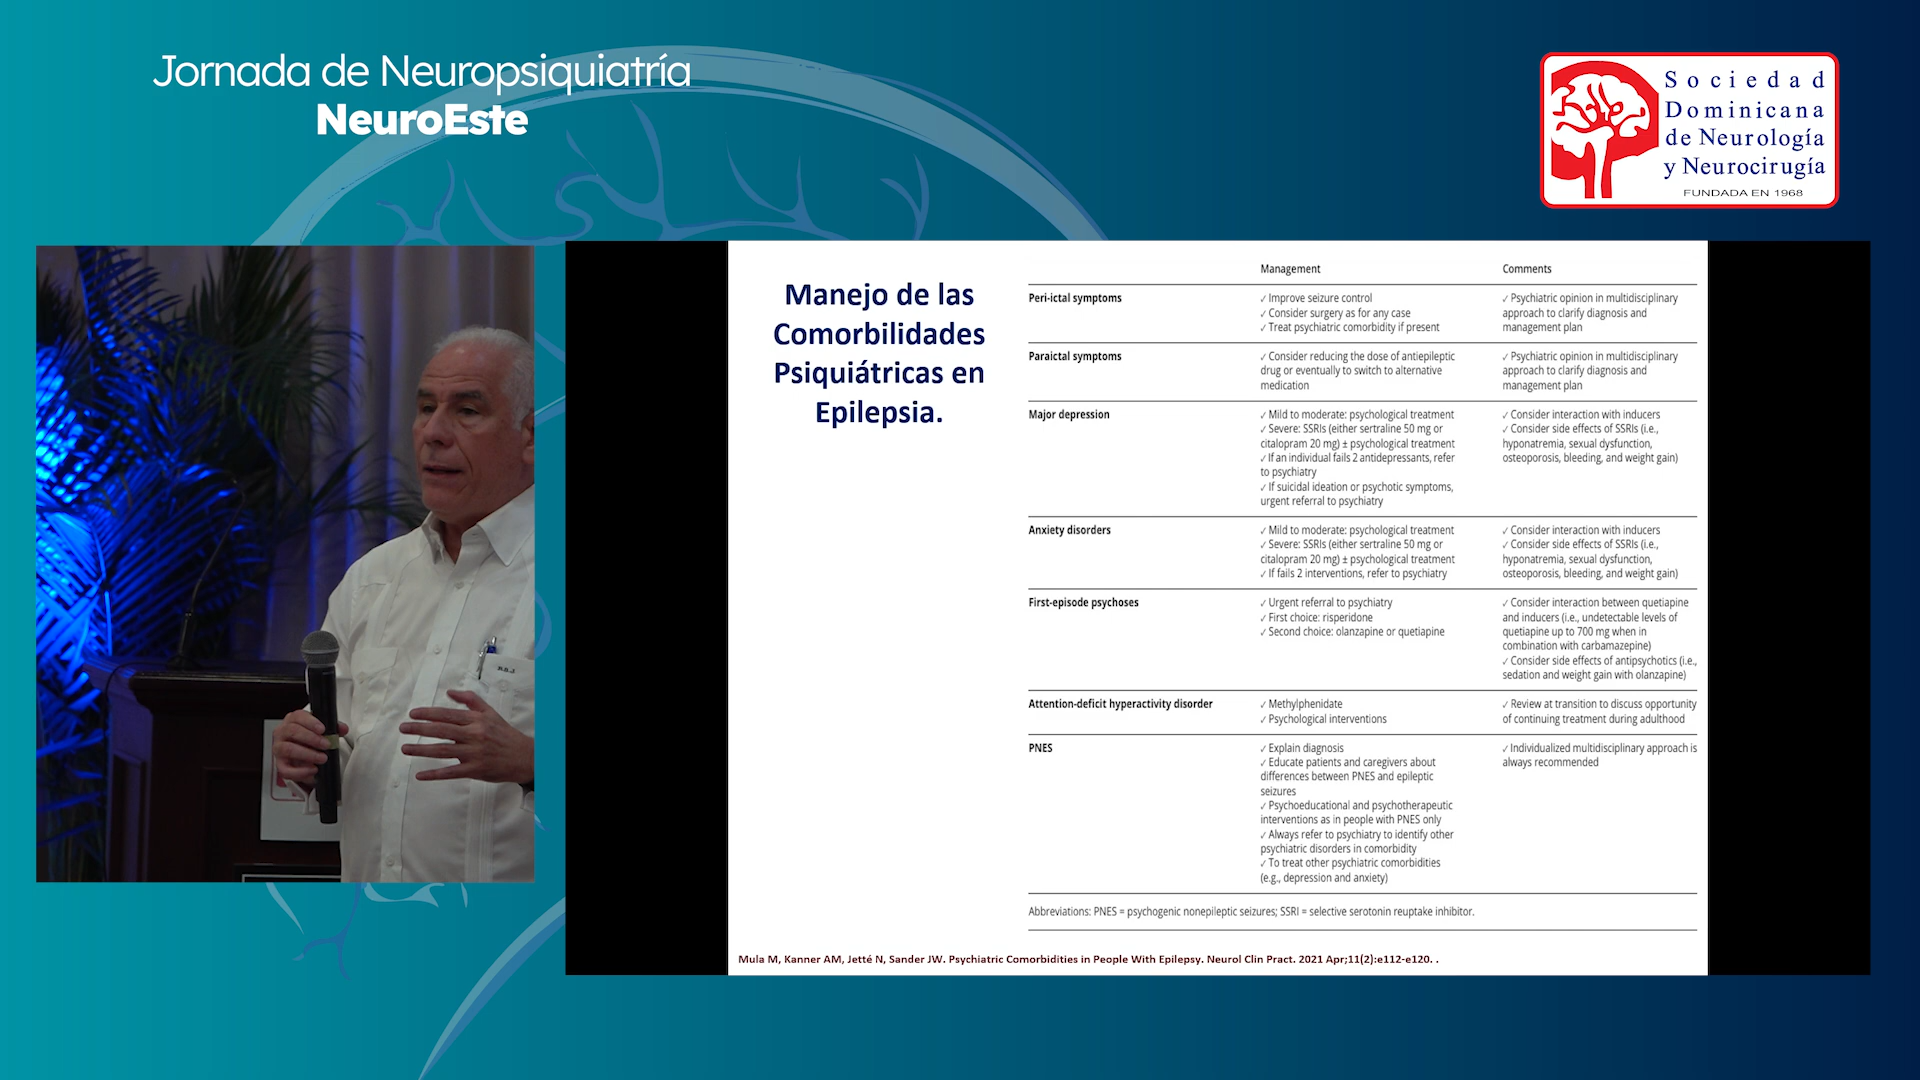 Jornada de Neuropsiquiatría
NeuroEste
Sociedad
Dominicana
de Neurología
y Neurocirugía
FUNDADA EN 1968
Manejo de las
Comorbilidades
Psiquiátricas en
Epilepsia.
Management
Comments
Peri-ictal symptoms
✓ Improve seizure control
✓ Consider surgery as for any case
✓ Treat psychiatric comorbidity if present
✓ Psychiatric opinion in multidisciplinary
approach to clarify diagnosis and
management plan
Paraictal symptoms
✓ Consider reducing the dose of antiepileptic
drug or eventually to switch to alternative
medication
✓ Psychiatric opinion in multidisciplinary
approach to clarify diagnosis and
management plan
Major depression
✓ Mild to moderate: psychological treatment
✓ Severe: SSRIs (either sertraline 50 mg or
citalopram 20 mg) ± psychological treatment
✓ If an individual fails 2 antidepressants, refer
to psychiatry
✓ If suicidal ideation or psychotic symptoms,
urgent referral to psychiatry
✓ Consider interaction with inducers
✓ Consider side effects of SSRIs (i.e.,
hyponatremia, sexual dysfunction,
osteoporosis, bleeding, and weight gain)
Anxiety disorders
✓ Mild to moderate: psychological treatment
✓ Severe: SSRIs (either sertraline 50 mg or
citalopram 20 mg) ± psychological treatment
✓ If fails 2 interventions, refer to psychiatry
✓ Consider interaction with inducers
✓ Consider side effects of SSRIs (i.e.,
hyponatremia, sexual dysfunction,
osteoporosis, bleeding, and weight gain)
First-episode psychoses
✓ Urgent referral to psychiatry
✓ First choice: risperidone
✓ Second choice: olanzapine or quetiapine
✓ Consider interaction between quetiapine
and inducers (i.e., undetectable levels of
quetiapine up to 700 mg when in
combination with carbamazepine)
✓ Consider side effects of antipsychotics (i.e.,
sedation and weight gain with olanzapine)
Attention-deficit hyperactivity disorder
✓ Methylphenidate
✓ Psychological interventions
✓ Review at transition to discuss opportunity
of continuing treatment during adulthood
PNES
✓ Explain diagnosis
✓ Educate patients and caregivers about
differences between PNES and epileptic
seizures
✓ Psychoeducational and psychotherapeutic
interventions as in people with PNES only
✓ Always refer to psychiatry to identify other
psychiatric disorders in comorbidity
✓ To treat other psychiatric comorbidities
(e.g., depression and anxiety)
✓ Individualized multidisciplinary approach is
always recommended
Abbreviations: PNES = psychogenic nonepileptic seizures; SSRI = selective serotonin reuptake inhibitor.
Mula M, Kanner AM, Jetté N, Sander JW. Psychiatric Comorbidities in People With Epilepsy. Neurol Clin Pract. 2021 Apr;11(2):e112-e120. .